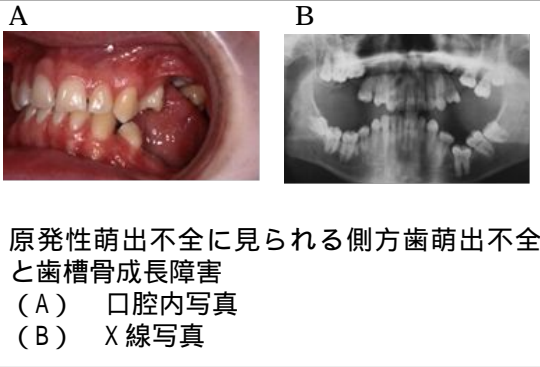 A
B
原発性萌出不全に見られる側方歯萌出不全
と歯槽骨成長障害
(A) 口腔内写真
(B) X線写真